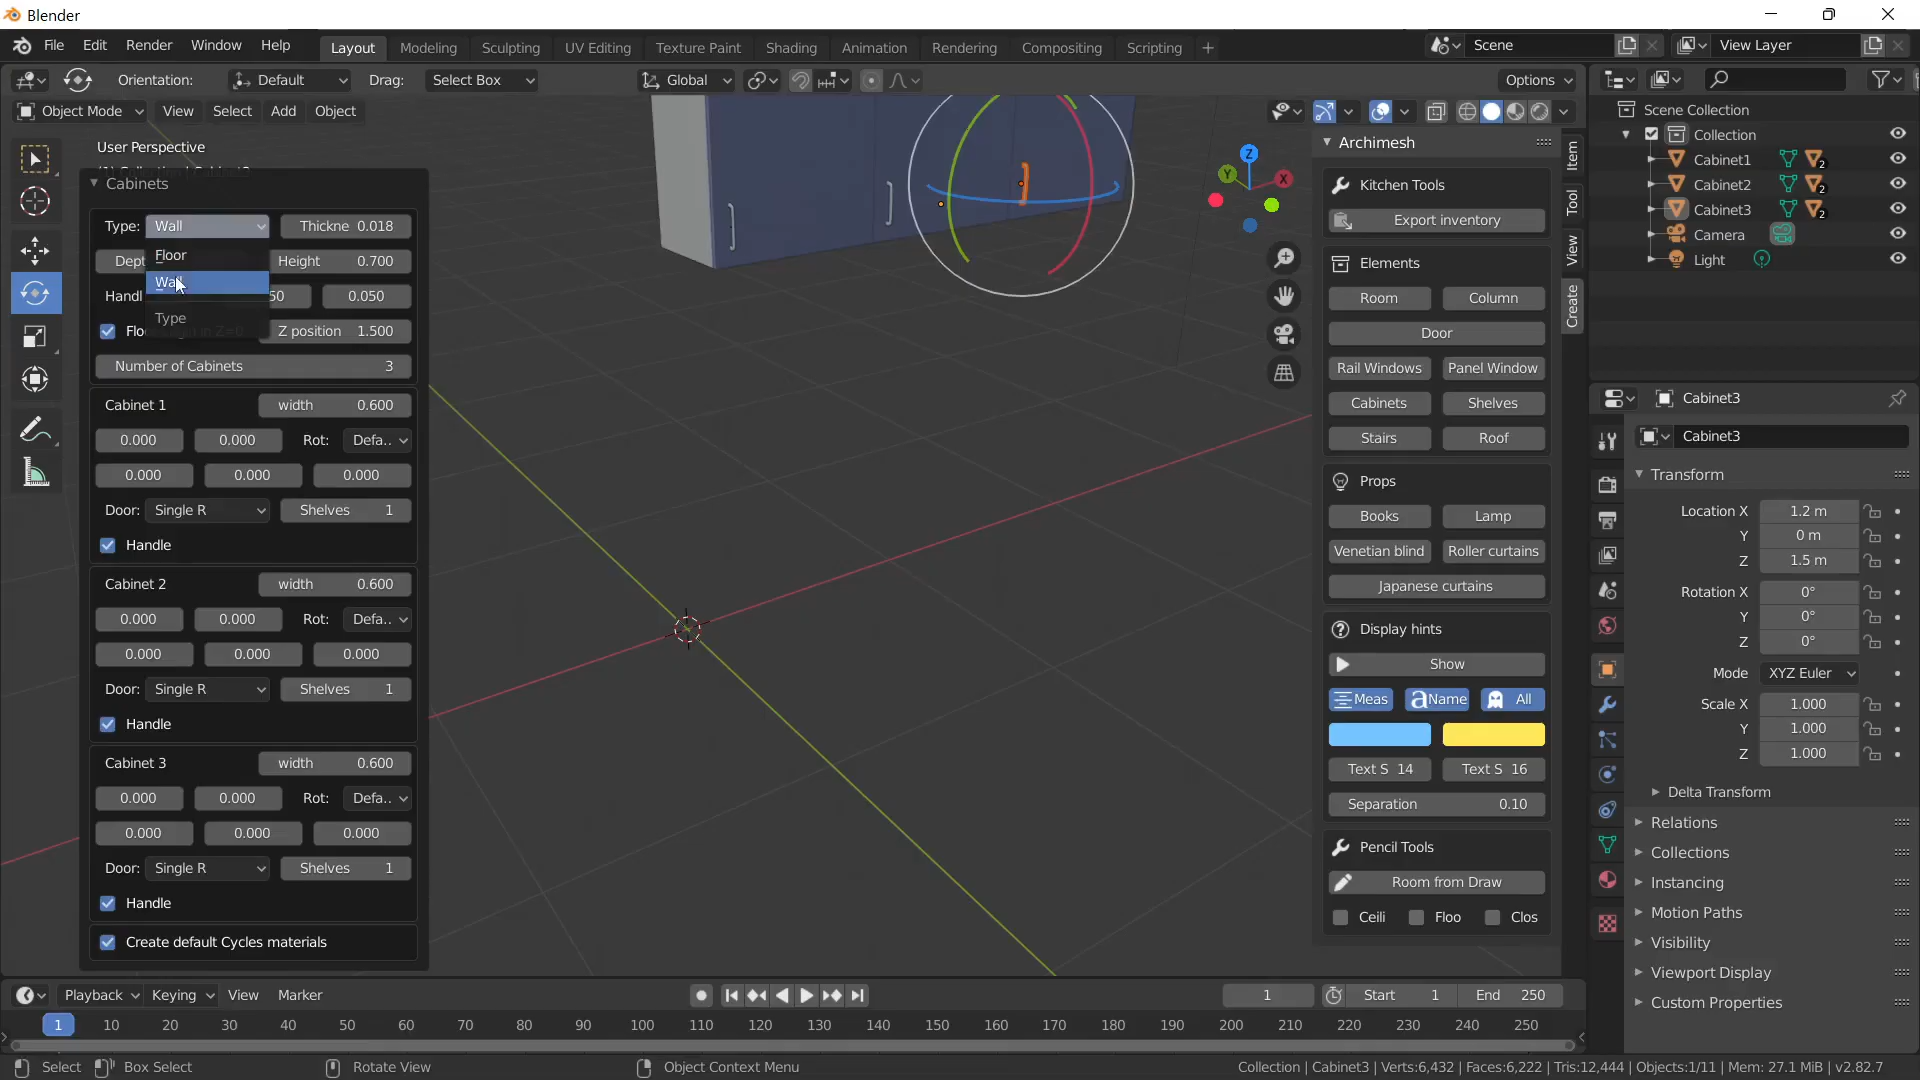 Blender
File Edit Render Window Help
Layout Modeling Sculpting UV Editing Texture Paint Shading Animation Rendering Compositing Scripting +
Scene
View Layer
Orientation: Default Drag: Select Box
Global
Options
Object Mode View Select Add Object
User Perspective
Cabinets
Type: Wall Thickne 0.018
Floor
Height 0.700
Handl
0.050
Type
Z position 1.500
Number of Cabinets 3
Cabinet 1 width 0.600
0.000 0.000 Rot: Defa..
0.000 0.000 0.000
Door: Single R Shelves 1
Handle
Cabinet 2 width 0.600
0.000 0.000 Rot: Defa..
0.000 0.000 0.000
Door: Single R Shelves 1
Handle
Cabinet 3 width 0.600
0.000 0.000 Rot: Defa..
0.000 0.000 0.000
Door: Single R Shelves 1
Handle
Create default Cycles materials
Z
Y
X
Archimesh
Kitchen Tools
Export inventory
Elements
Room Column
Door
Rail Windows Panel Window
Cabinets Shelves
Stairs Roof
Props
Books Lamp
Venetian blind Roller curtains
Japanese curtains
Display hints
Show
Meas aName All
Text S 14 Text S 16
Separation 0.10
Pencil Tools
Room from Draw
Ceili Floo Clos
Item
Tool
View
Create
Scene Collection
Collection
Cabinet1 2
Cabinet2 2
Cabinet3 2
Camera
Light
Cabinet3
Cabinet3
Transform
Location X 1.2 m
Y 0 m
Z 1.5 m
Rotation X 0°
Y 0°
Z 0°
Mode XYZ Euler
Scale X 1.000
Y 1.000
Z 1.000
Delta Transform
Relations
Collections
Instancing
Motion Paths
Visibility
Viewport Display
Custom Properties
Playback Keying View Marker
1
Start 1 End 250
1 10 20 30 40 50 60 70 80 90 100 110 120 130 140 150 160 170 180 190 200 210 220 230 240 250
Select Box Select Rotate View Object Context Menu
Collection | Cabinet3 | Verts:6,432 | Faces:6,222 | Tris:12,444 | Objects:1/11 | Mem: 27.1 MiB | v2.82.7